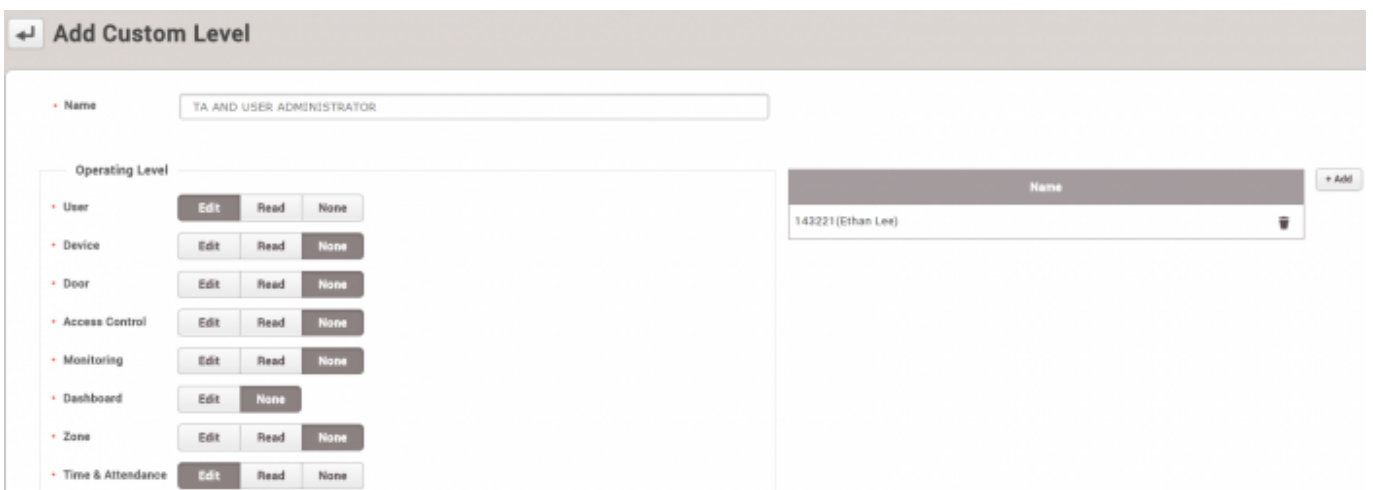 Add Custom Level
• Name TA AND USER ADMINISTRATOR
Operating Level
• User Edit Read None
• Device Edit Read None
• Door Edit Read None
• Access Control Edit Read None
• Monitoring Edit Read None
• Dashboard Edit None
• Zone Edit Read None
• Time & Attendance Edit Read None
Name
+ Add
143221(Ethan Lee)